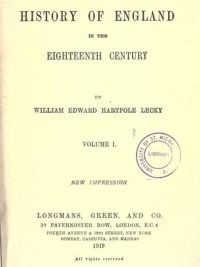 HISTORY OF ENGLAND
IN THE
EIGHTEENTH CENTURY
BY
WILLIAM EDWARD HARTPOLE LECKY
VOLUME I.
NEW IMPRESSION
LIBRARY
LONGMANS, GREEN, AND CO.
39 PATERNOSTER ROW, LONDON, E.C.4
FOURTH AVENUE & 30TH STREET, NEW YORK
BOMBAY, CALCUTTA, AND MADRAS
1919
All rights reserved